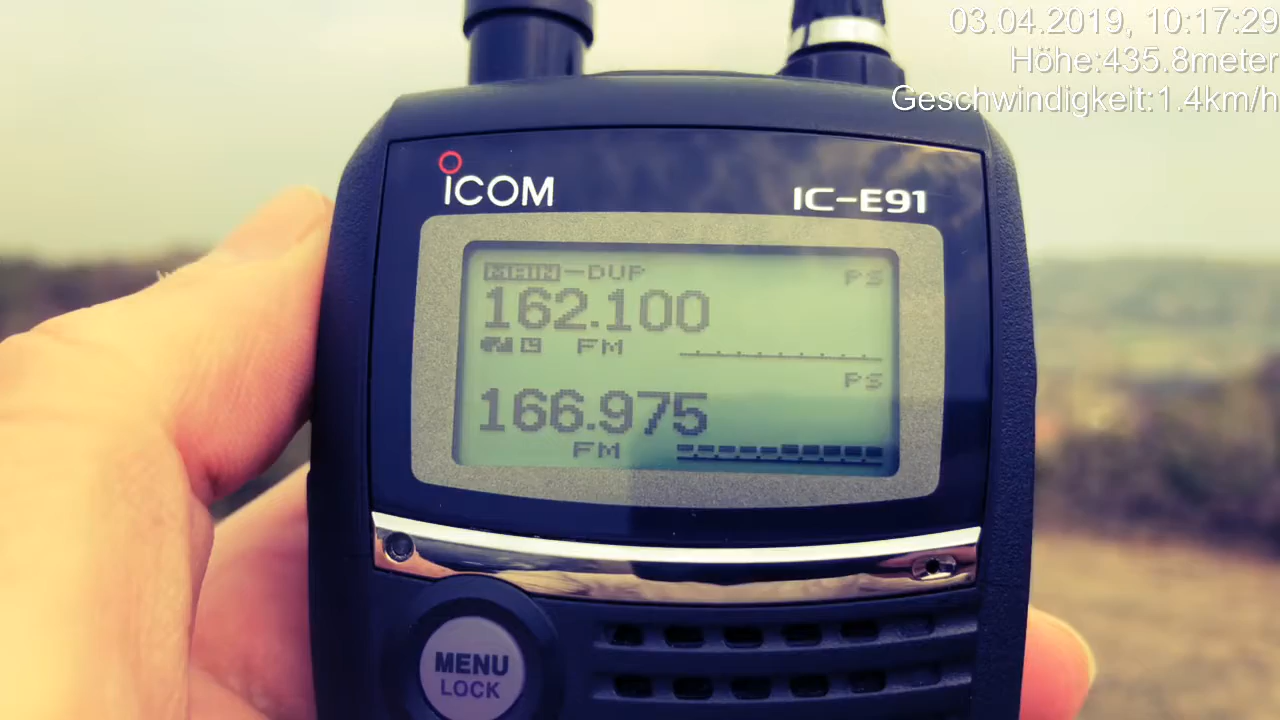 03.04.2019, 10:17:29
Höhe:435.8meter
Geschwindigkeit:1.4km/h
ICOM
IC-E91
MAIN-DUP PS
162.100
FM
PS
166.975
FM
MENU
LOCK